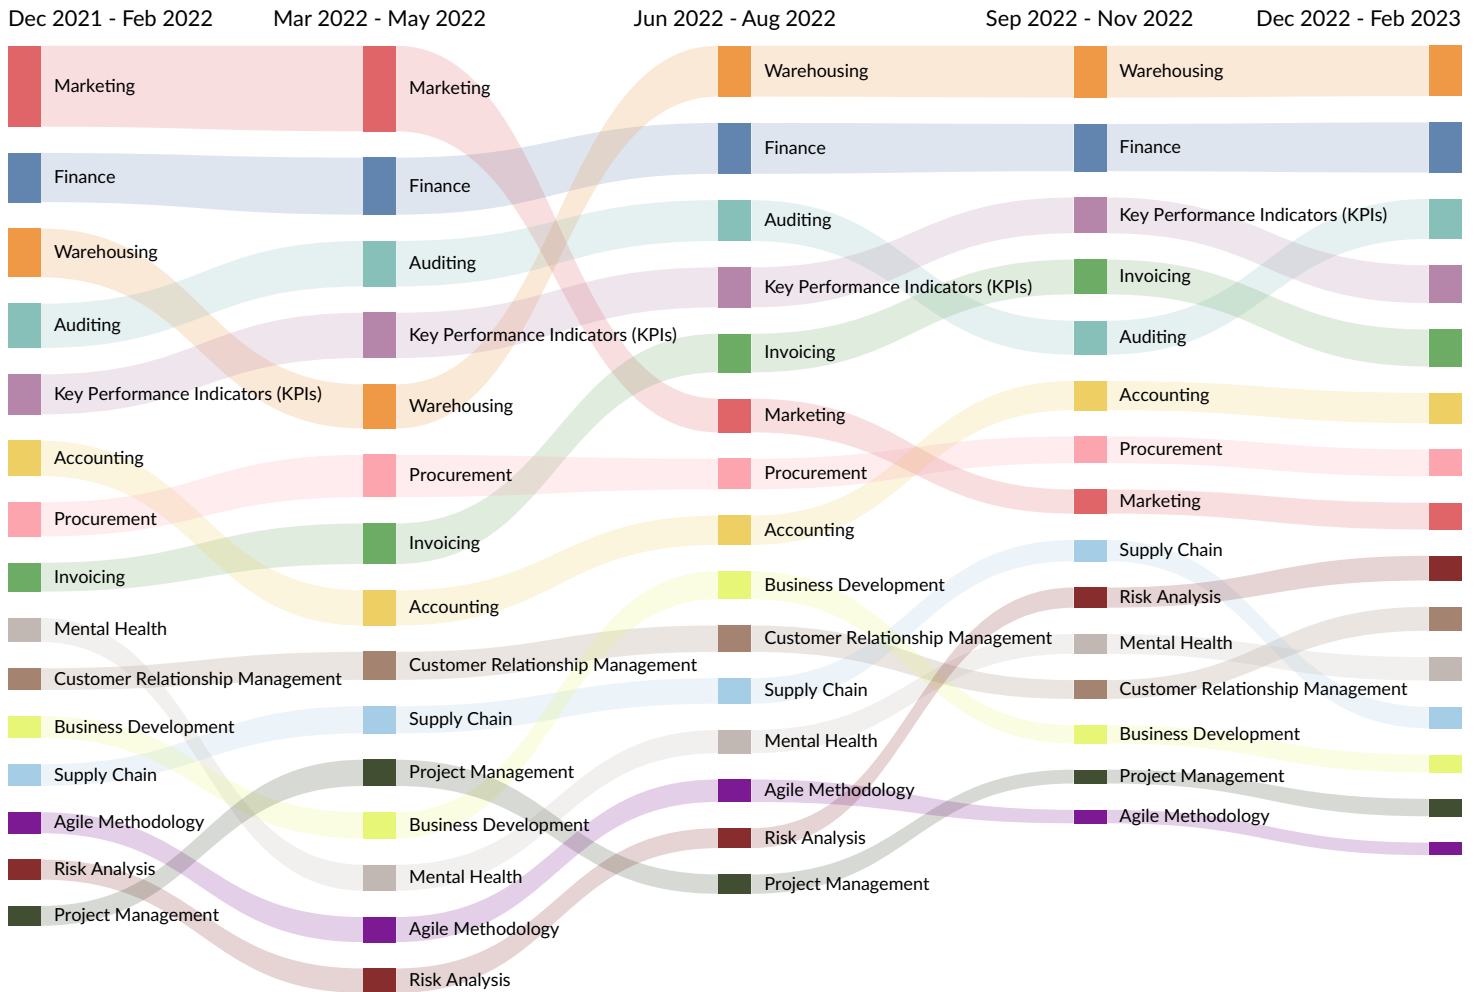 Dec 2021 - Feb 2022
Mar 2022 - May 2022
Jun 2022 - Aug 2022
Sep 2022 - Nov 2022
Dec 2022 - Feb 2023
Marketing
Finance
Warehousing
Auditing
Key Performance Indicators (KPIs)
Accounting
Procurement
Invoicing
Mental Health
Customer Relationship Management
Business Development
Supply Chain
Agile Methodology
Risk Analysis
Project Management
Marketing
Finance
Auditing
Key Performance Indicators (KPIs)
Warehousing
Procurement
Invoicing
Accounting
Customer Relationship Management
Supply Chain
Project Management
Business Development
Mental Health
Agile Methodology
Risk Analysis
Warehousing
Finance
Auditing
Key Performance Indicators (KPIs)
Invoicing
Marketing
Procurement
Accounting
Business Development
Customer Relationship Management
Supply Chain
Mental Health
Agile Methodology
Risk Analysis
Project Management
Warehousing
Finance
Key Performance Indicators (KPIs)
Invoicing
Auditing
Accounting
Procurement
Marketing
Supply Chain
Risk Analysis
Mental Health
Customer Relationship Management
Business Development
Project Management
Agile Methodology